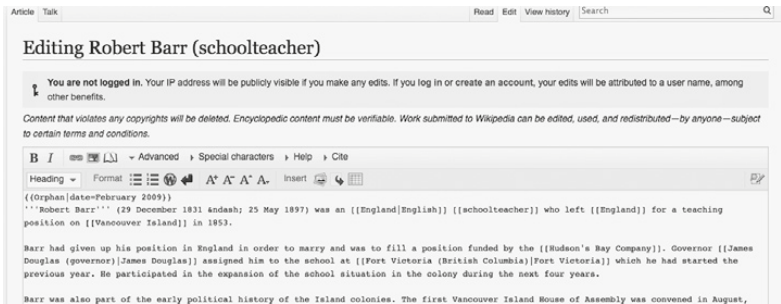 Article Talk Read Edit View history Search
Editing Robert Barr (schoolteacher)
You are not logged in. Your IP address will be publicly visible if you make any edits. If you log in or create an account, your edits will be attributed to a user name, among
other benefits.
Content that violates any copyrights will be deleted. Encyclopedic content must be verifiable. Work submitted to Wikipedia can be edited, used, and redistributed—by anyone—subject
to certain terms and conditions.
B I Advanced Special characters Help Cite
Heading Format A+ A- A^ A˅ Insert
{{Orphan|date=February 2009}}
'''Robert Barr''' (29 December 1831 &ndash; 25 May 1897) was an [[England|English]] [[schoolteacher]] who left [[England]] for a teaching
position on [[Vancouver Island]] in 1853.
Barr had given up his position in England in order to marry and was to fill a position funded by the [[Hudson's Bay Company]]. Governor [[James
Douglas (governor)|James Douglas]] assigned him to the school at [[Fort Victoria (British Columbia)|Fort Victoria]] which he had started the
previous year. He participated in the expansion of the school situation in the colony during the next four years.
Barr was also part of the early political history of the Island colonies. The first Vancouver Island House of Assembly was convened in August,